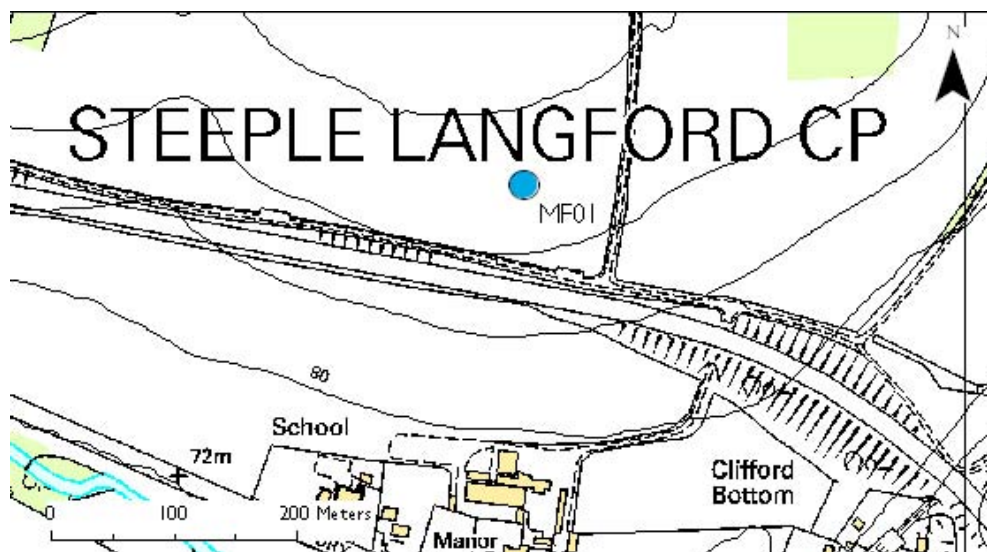 N
STEEPLE LANGFORD CP
MF01
80
School
72m
Clifford
Bottom
0 100 200 Meters
Manor